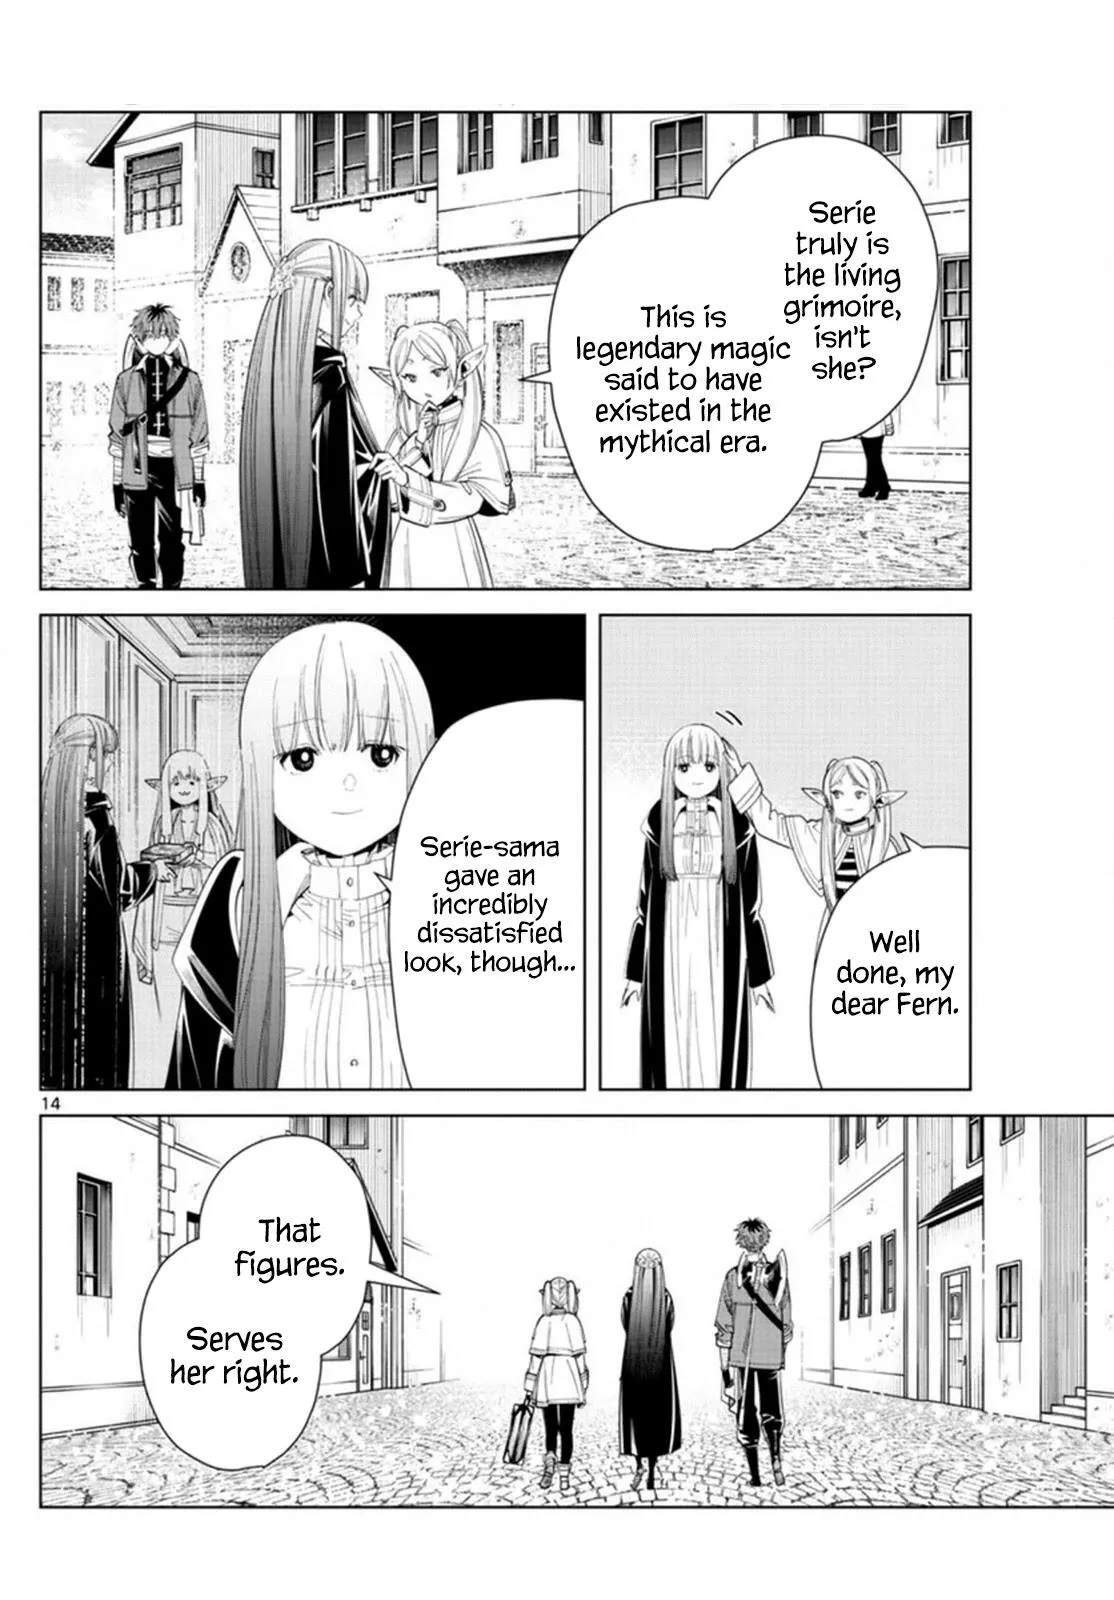 Serie
truly is
the living
grimoire,
isn't
she?
This is
legendary magic
said to have
existed in the
mythical era.
Well
done, my
dear Fern.
Serie-sama
gave an
incredibly
dissatisfied
look, though...
14
That
figures.
Serves
her right.